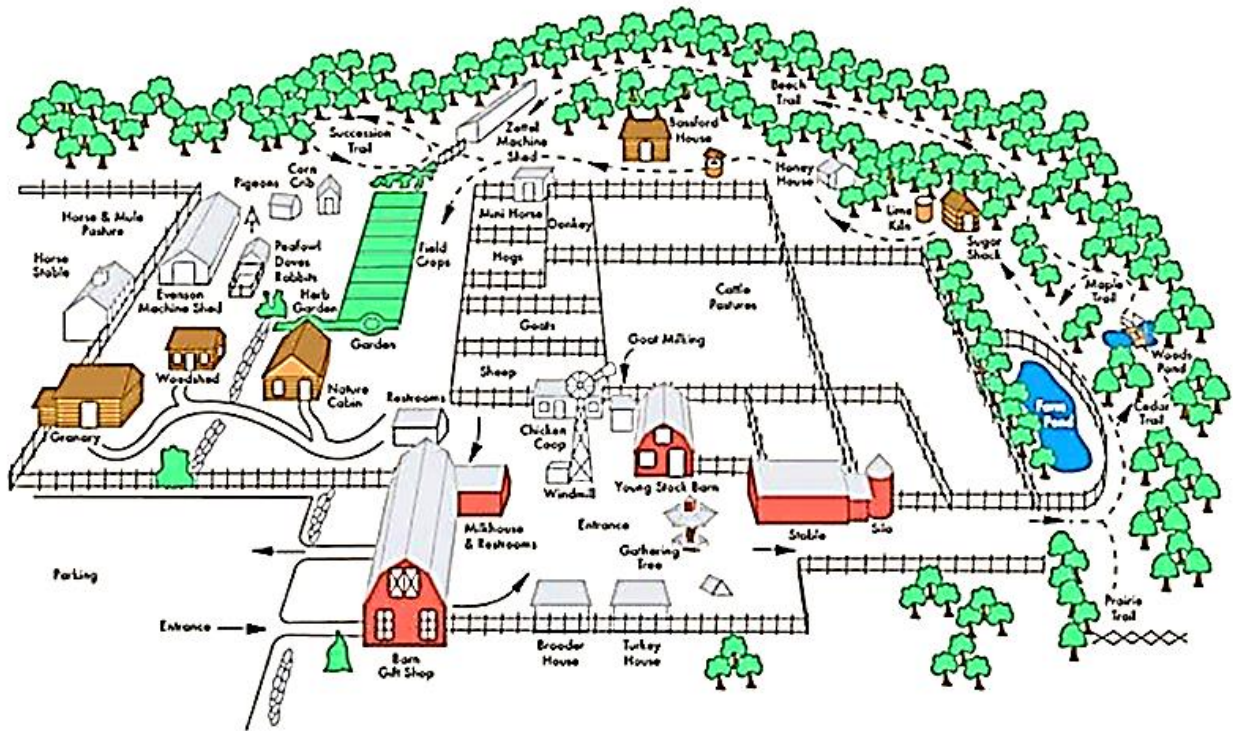 Beech
Trail
Bassford
House
Zettel
Machine
Shed
Succession
Trail
Corn
Crib
Pigeons
Honey
House
Lime
Kiln
Sugar
Shack
Maple
Trail
Woods
Pond
Cedar
Trail
Horse & Mule
Pasture
Horse
Stable
Evenson
Machine Shed
Peafowl
Doves
Rabbits
Herb
Garden
Field
Crops
Garden
Mini Horse
Donkey
Hogs
Goats
Sheep
Cattle
Pastures
Goat Milking
Farm
Pond
Woodshed
Nature
Cabin
Restrooms
Granary
Chicken
Coop
Windmill
Young Stock Barn
Milkhouse
& Restrooms
Entrance
Gathering
Tree
Stable
Silo
Parking
Entrance
Barn
Gift Shop
Brooder
House
Turkey
House
Prairie
Trail